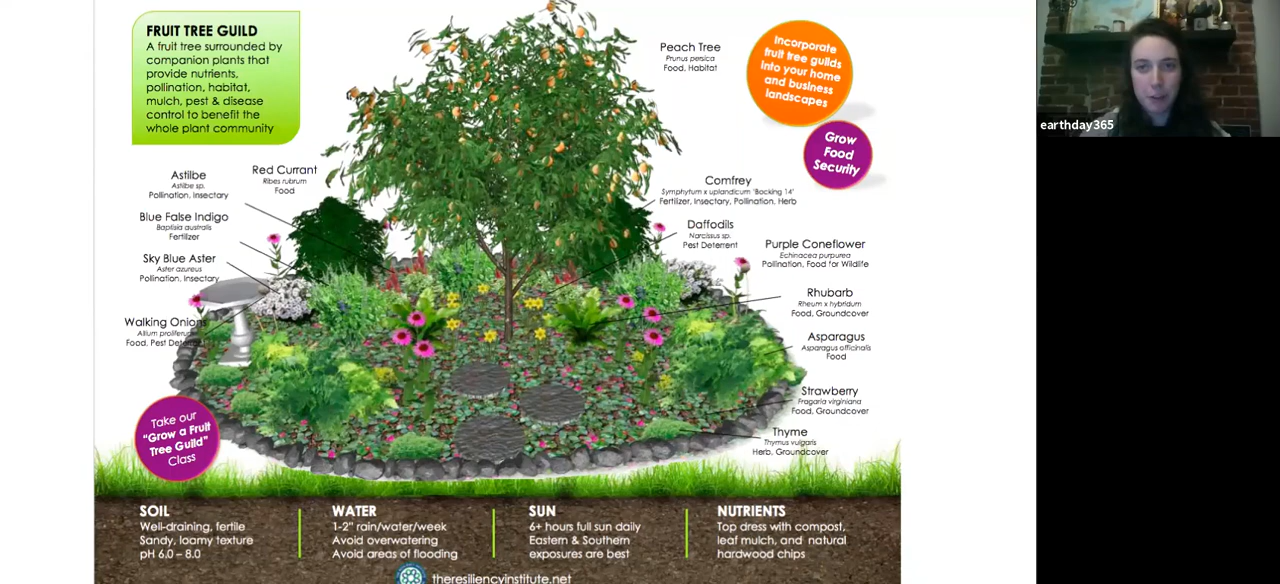 FRUIT TREE GUILD
A fruit tree surrounded by
companion plants that
provide nutrients,
pollination, habitat,
mulch, pest & disease
control to benefit the
whole plant community
Peach Tree
Prunus persica
Food, Habitat
Incorporate
fruit tree guilds
into your home
and business
landscapes
Grow
Food
Security
earthday365
Astilbe
Astilbe sp.
Pollination, Insectary
Red Currant
Ribes rubrum
Food
Blue False Indigo
Baptisia australis
Fertilizer
Sky Blue Aster
Aster azureus
Pollination, Insectary
Walking Onions
Allium proliferum
Food, Pest Deterrent
Comfrey
Symphytum x uplandicum 'Bocking 14'
Fertilizer, Insectary, Pollination, Herb
Daffodils
Narcissus sp.
Pest Deterrent
Purple Coneflower
Echinacea purpurea
Pollination, Food for Wildlife
Rhubarb
Rheum x hybridum
Food, Groundcover
Asparagus
Asparagus officinalis
Food
Strawberry
Fragaria virginiana
Food, Groundcover
Thyme
Thymus vulgaris
Herb, Groundcover
Take our
"Grow a Fruit
Tree Guild"
Class
SOIL
Well-draining, fertile
Sandy, loamy texture
pH 6.0 – 8.0
WATER
1-2" rain/water/week
Avoid overwatering
Avoid areas of flooding
SUN
6+ hours full sun daily
Eastern & Southern
exposures are best
NUTRIENTS
Top dress with compost,
leaf mulch, and natural
hardwood chips
theresiliencyinstitute.net